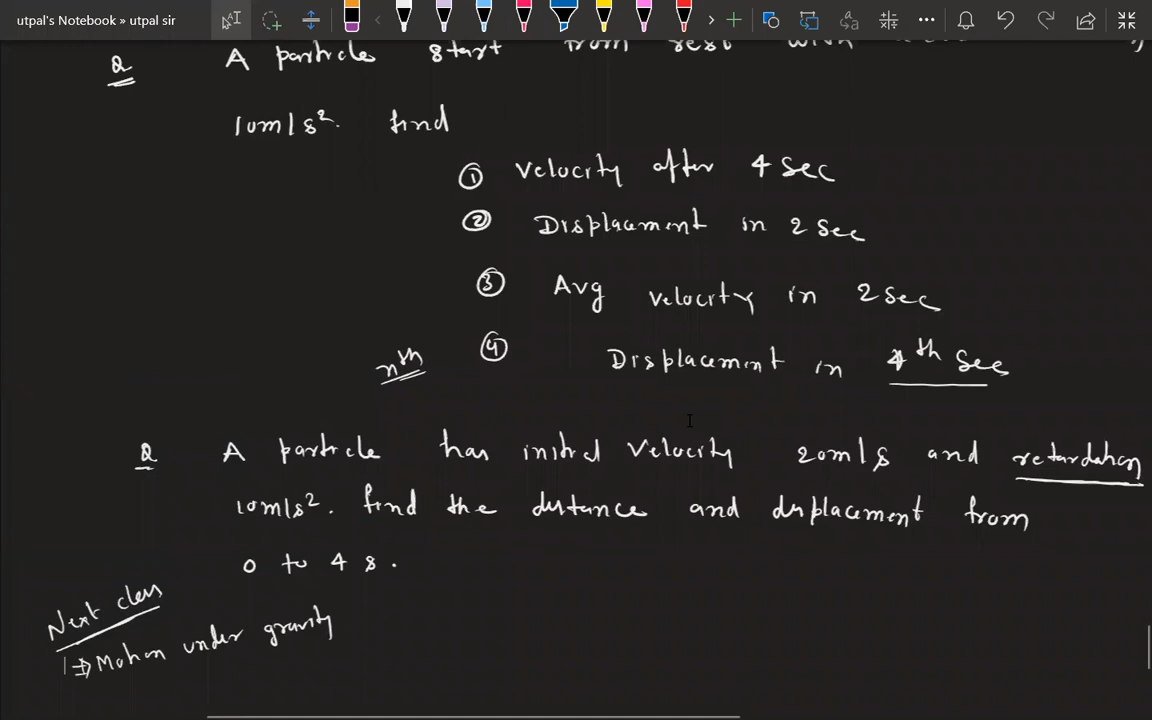 utpal's Notebook » utpal sir
Q A particle start from rest with
10m/s². find
① Velocity after 4 Sec
② Displacement in 2 Sec
③ Avg velocity in 2 Sec
nth ④ Displacement in 4th Sec
Q A particle has initial Velocity 20m/s and retardation
10m/s². find the distance and displacement from
0 to 4 s.
Next class
⇒ Motion under gravity